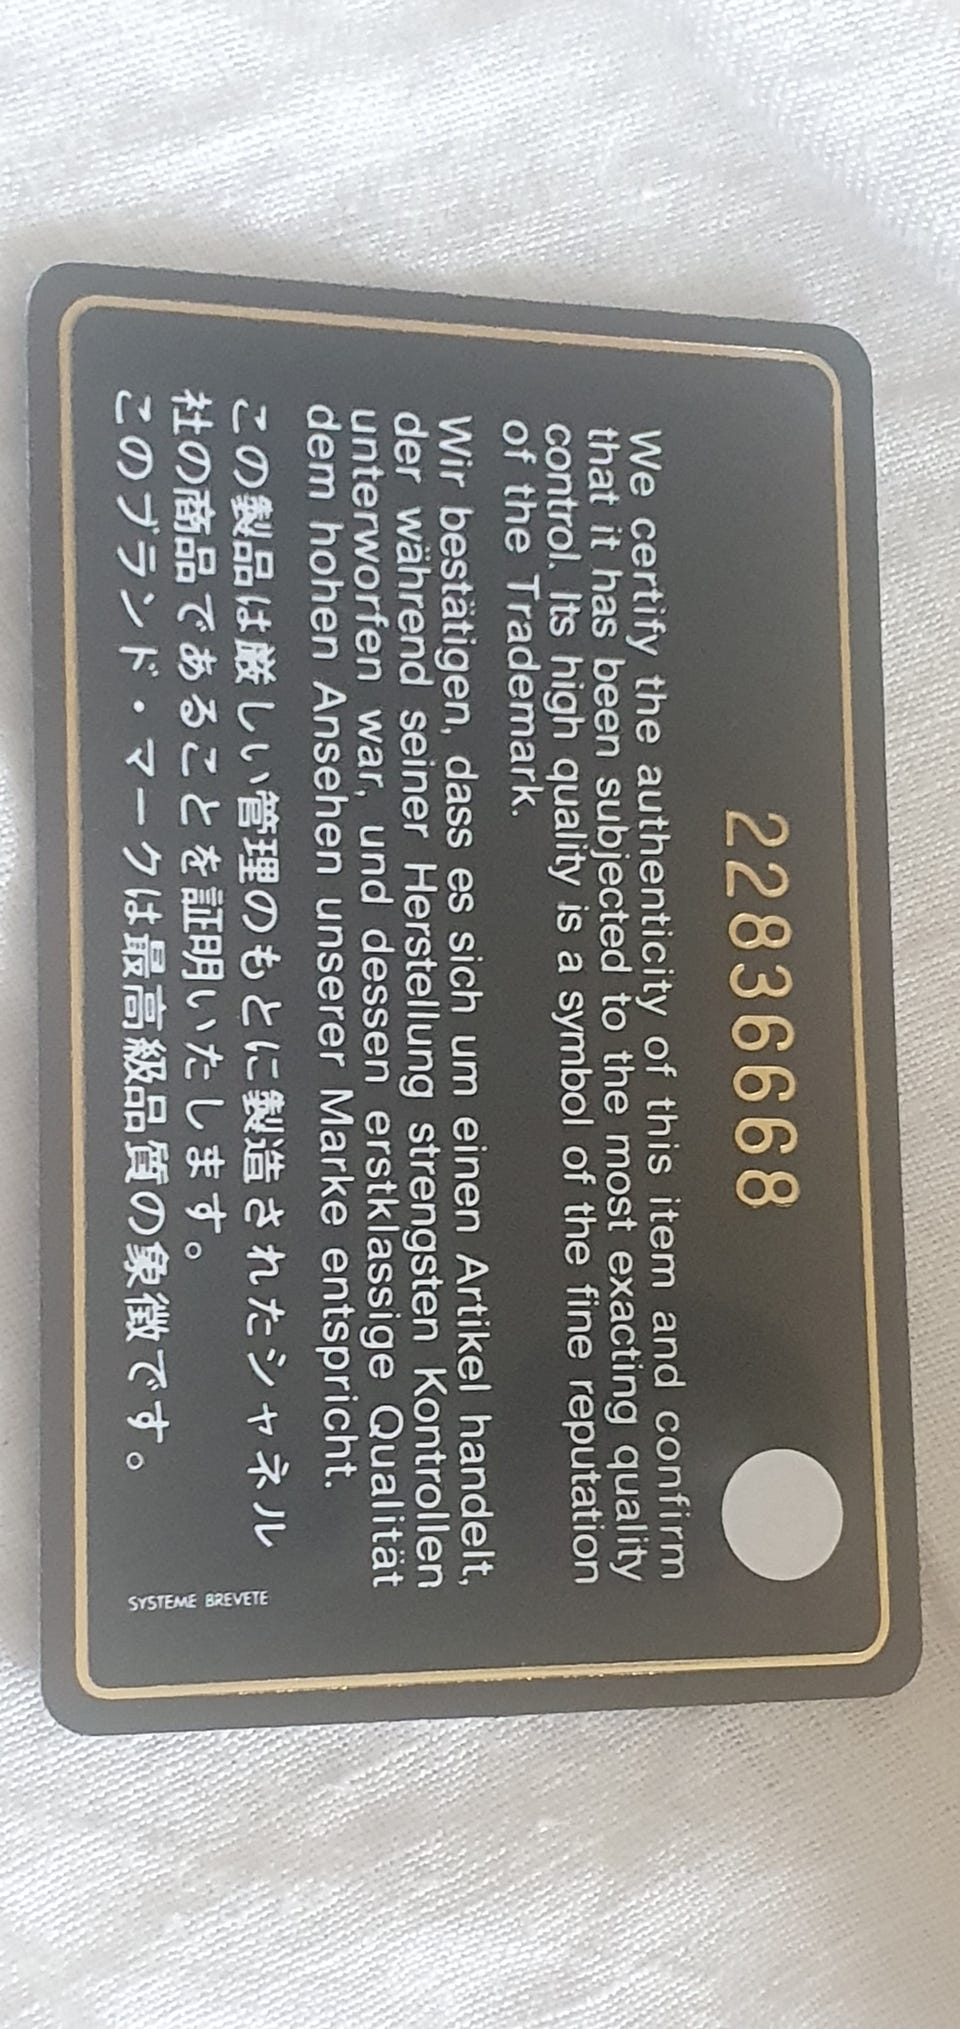 22836668
We certify the authenticity of this item and confirm
that it has been subjected to the most exacting quality
control. Its high quality is a symbol of the fine reputation
of the Trademark.
Wir bestätigen, dass es sich um einen Artikel handelt,
der während seiner Herstellung strengsten Kontrollen
unterworfen war, und dessen erstklassige Qualität
dem hohen Ansehen unserer Marke entspricht.
この製品は厳しい管理のもとに製造されたシャネル
社の商品であることを証明いたします。
このブランド・マークは最高級品質の象徴です。
SYSTEME BREVETE